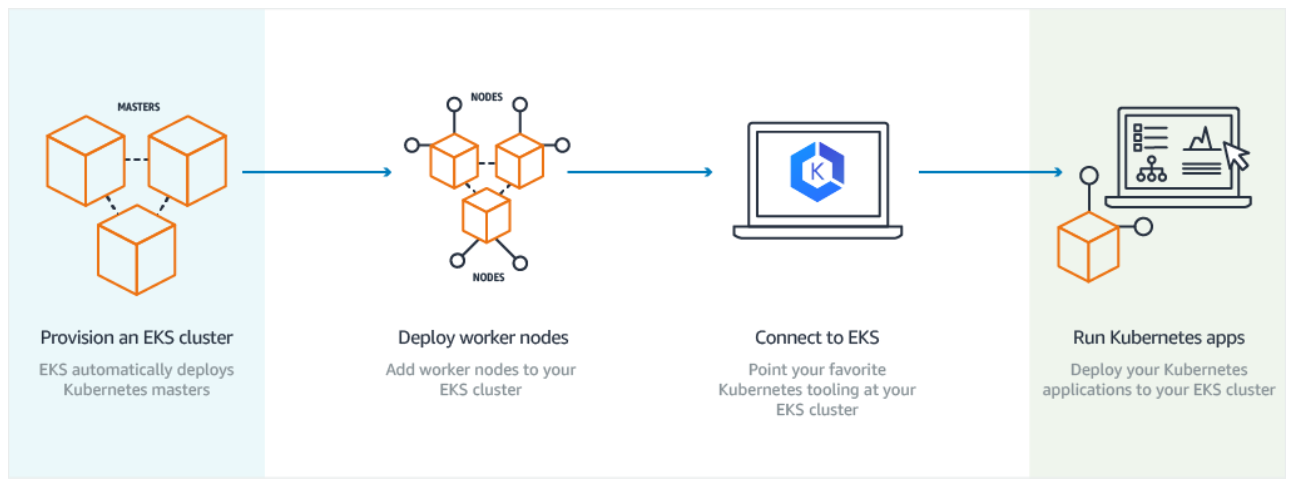 MASTERS
Provision an EKS cluster
EKS automatically deploys
Kubernetes masters
NODES
NODES
Deploy worker nodes
Add worker nodes to your
EKS cluster
K
Connect to EKS
Point your favorite
Kubernetes tooling at your
EKS cluster
Run Kubernetes apps
Deploy your Kubernetes
applications to your EKS cluster